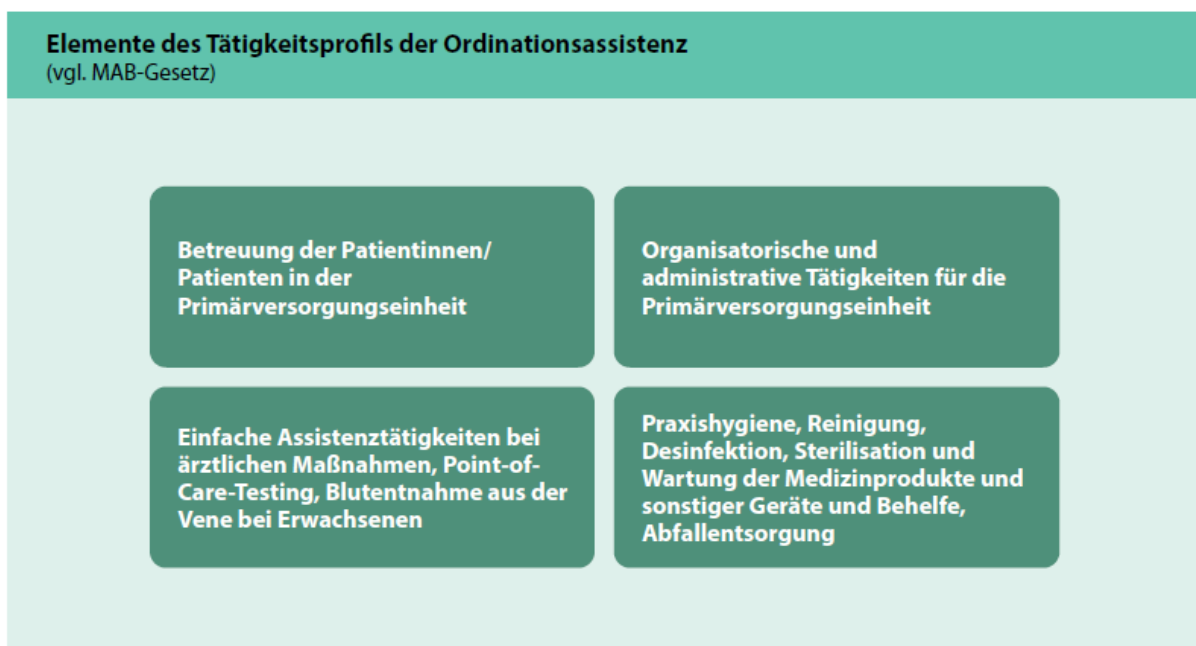 Elemente des Tätigkeitsprofils der Ordinationsassistenz
(vgl. MAB-Gesetz)
Betreuung der Patientinnen/
Patienten in der
Primärversorgungseinheit
Organisatorische und
administrative Tätigkeiten für die
Primärversorgungseinheit
Einfache Assistenztätigkeiten bei
ärztlichen Maßnahmen, Point-of-
Care-Testing, Blutentnahme aus der
Vene bei Erwachsenen
Praxishygiene, Reinigung,
Desinfektion, Sterilisation und
Wartung der Medizinprodukte und
sonstiger Geräte und Behelfe,
Abfallentsorgung